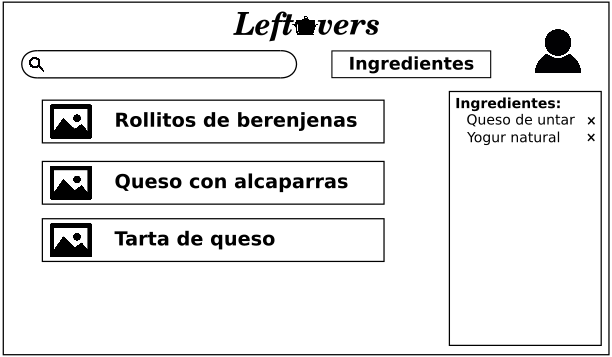 Leftovers
Ingredientes
Ingredientes:
Queso de untar ×
Yogur natural ×
Rollitos de berenjenas
Queso con alcaparras
Tarta de queso